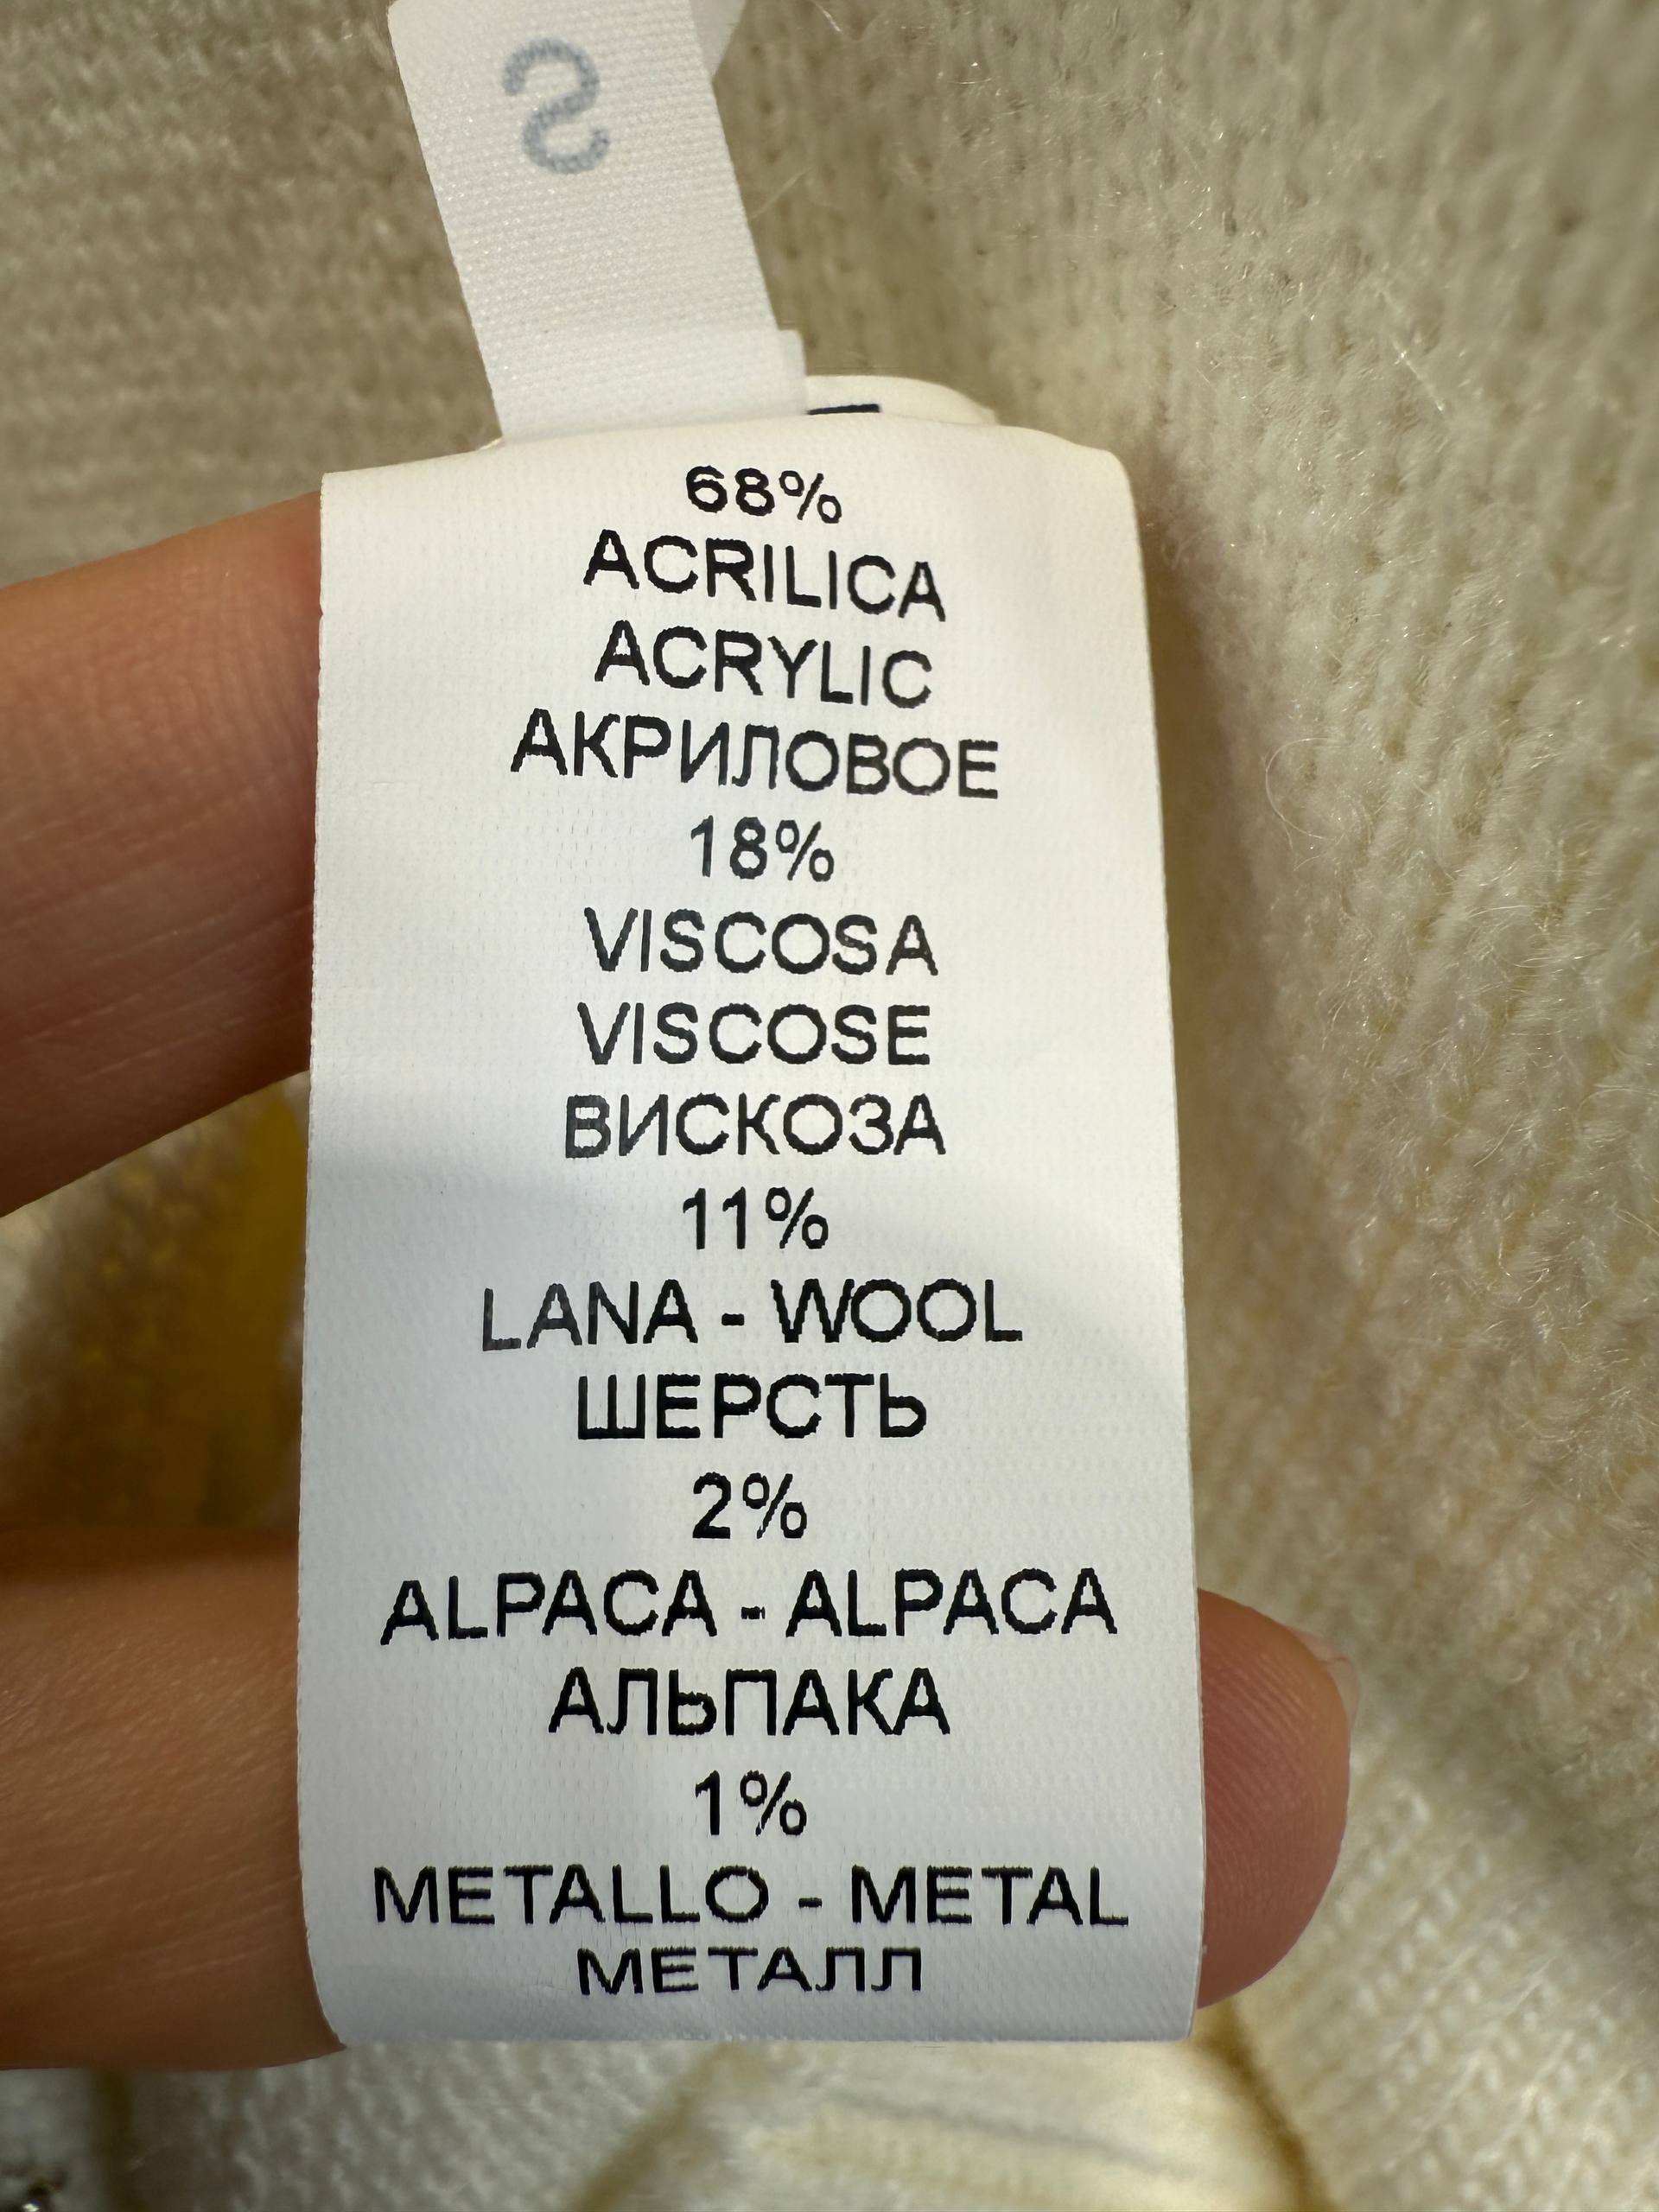 S
68%
ACRILICA
ACRYLIC
АКРИЛОВОЕ
18%
VISCOSA
VISCOSE
ВИСКОЗА
11%
LANA - WOOL
ШЕРСТЬ
2%
ALPACA - ALPACA
АЛЬПАКА
1%
METALLO - METAL
МЕТАЛЛ